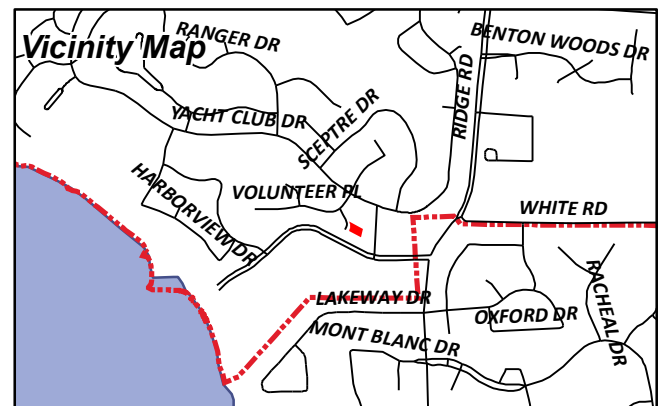 Vicinity Map
RANGER DR
BENTON WOODS DR
RIDGE RD
YACHT CLUB DR
SCEPTRE DR
HARBORVIEW DR
VOLUNTEER PL
WHITE RD
LAKEWAY DR
OXFORD DR
RACHEAL DR
MONT BLANC DR